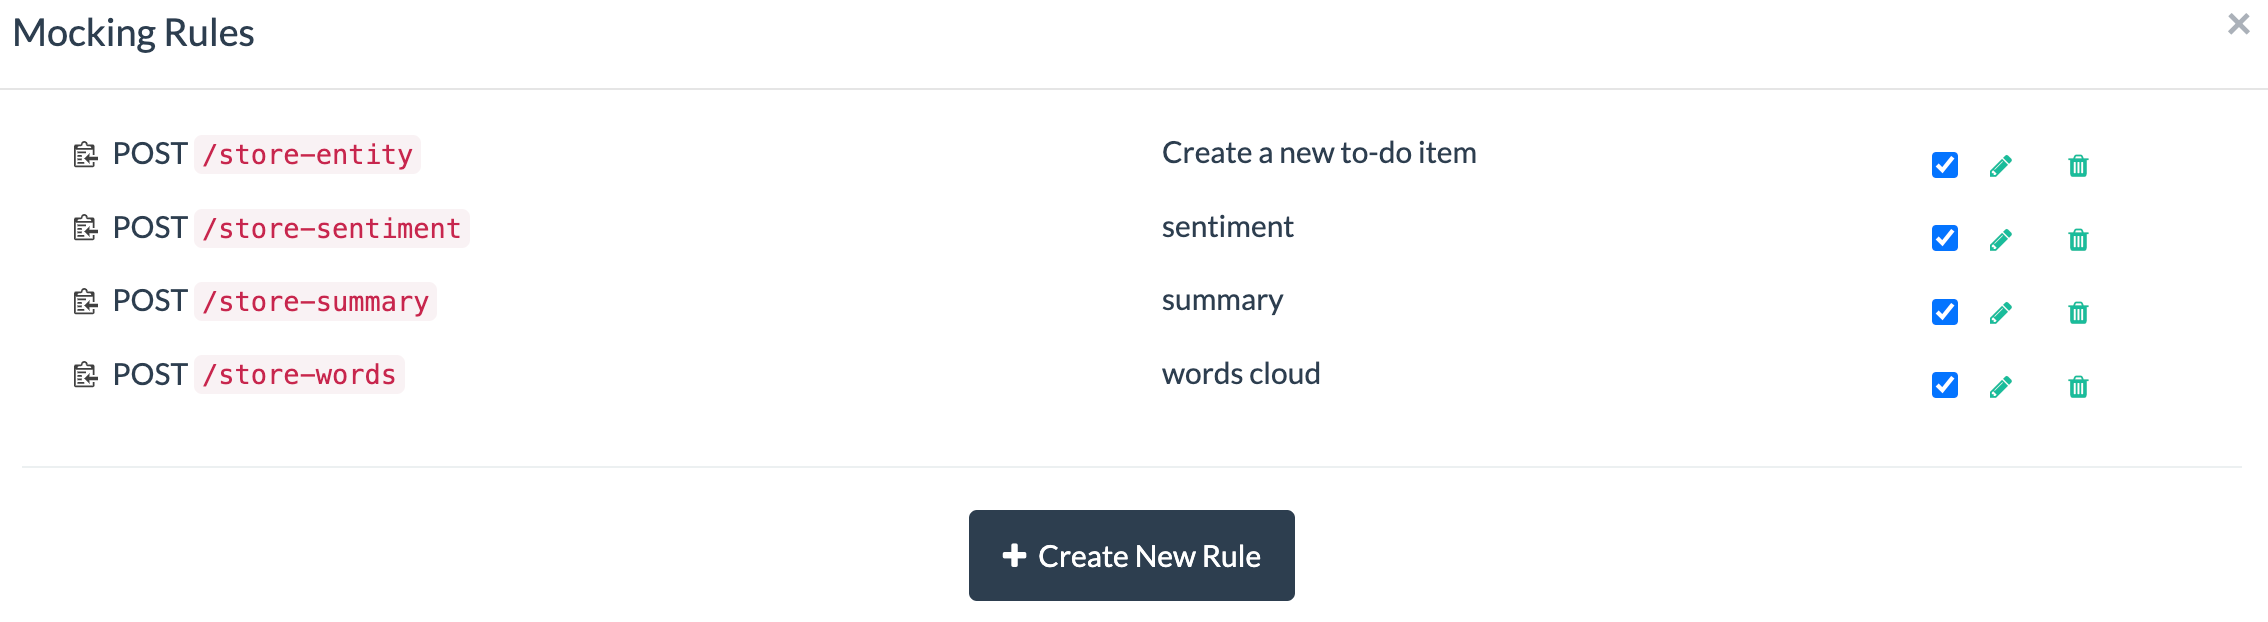 Mocking Rules
POST /store-entity Create a new to-do item
POST /store-sentiment sentiment
POST /store-summary summary
POST /store-words words cloud
Create New Rule